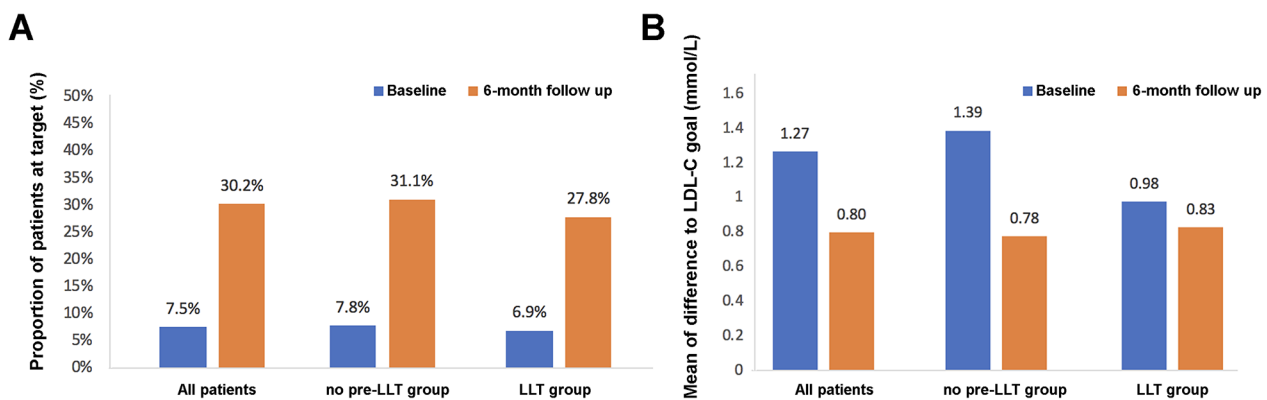 A
Proportion of patients at target (%)
Baseline
6-month follow up
50%
45%
40%
35%
30%
25%
20%
15%
10%
5%
0%
7.5%
30.2%
7.8%
31.1%
6.9%
27.8%
All patients
no pre-LLT group
LLT group
B
Mean of difference to LDL-C goal (mmol/L)
Baseline
6-month follow up
1.6
1.4
1.2
1
0.8
0.6
0.4
0.2
0
1.27
0.80
1.39
0.78
0.98
0.83
All patients
no pre-LLT group
LLT group